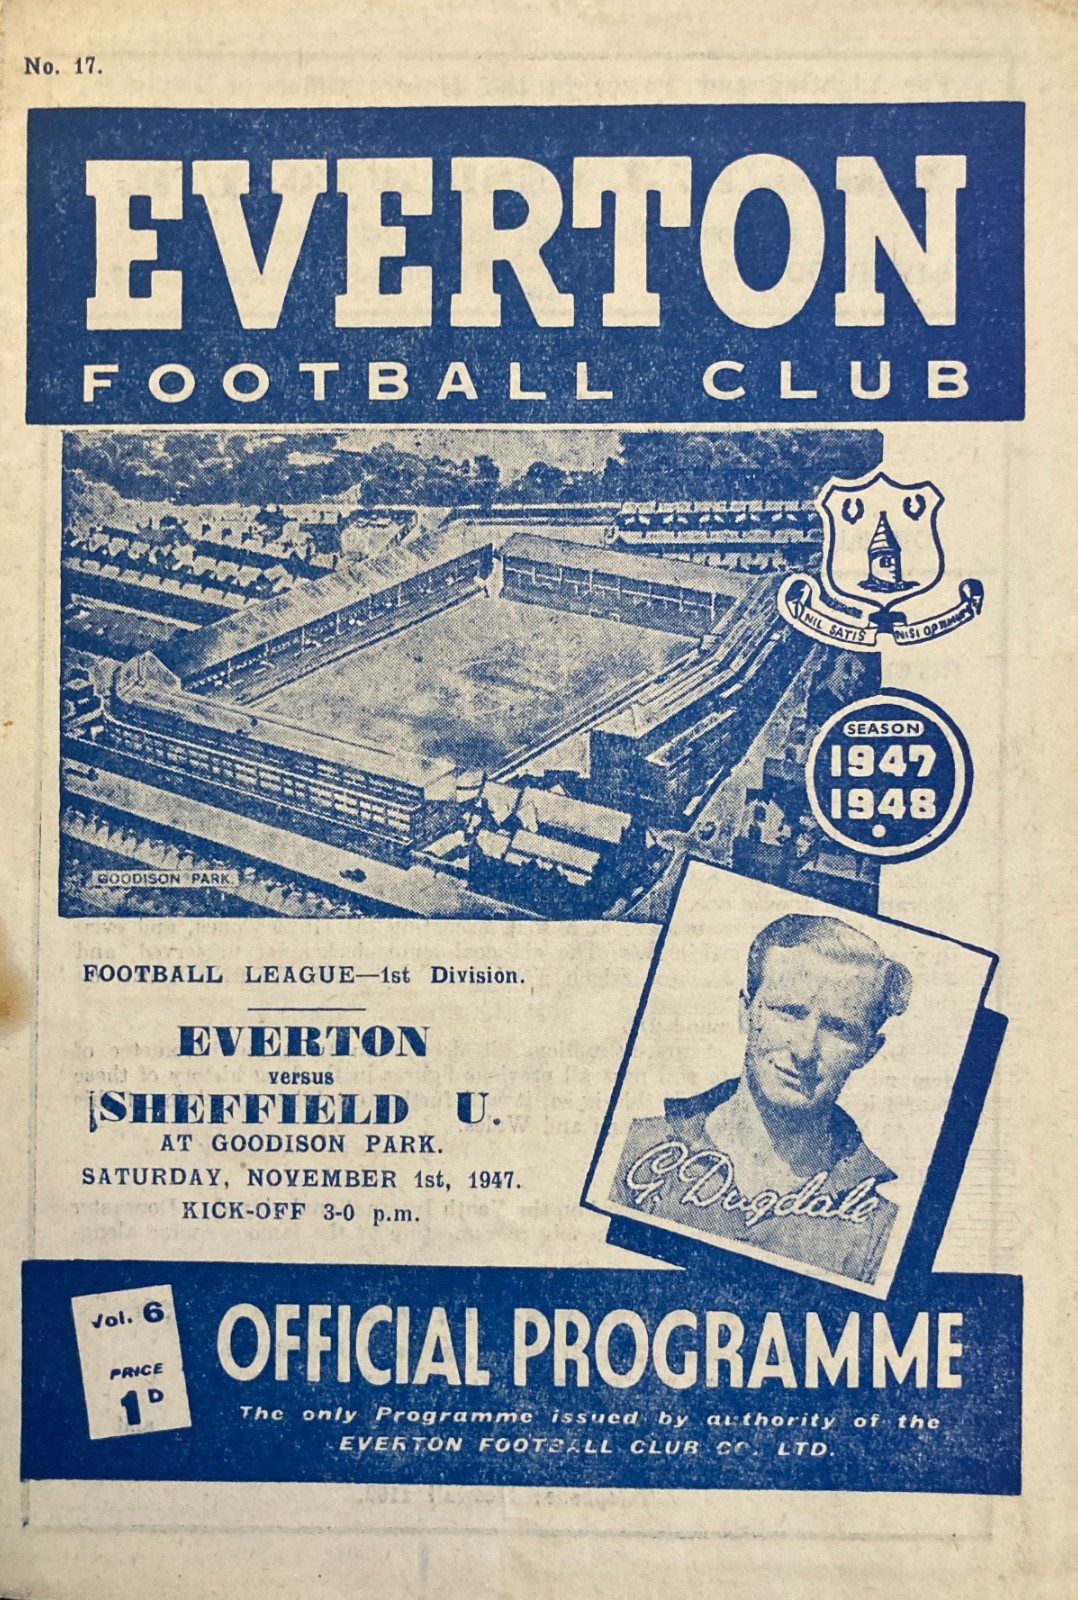 No. 17.
EVERTON
FOOTBALL CLUB
NIL SATIS NISI OPTIMUM
SEASON
1947
1948
GOODISON PARK.
FOOTBALL LEAGUE—1st Division.
EVERTON
versus
SHEFFIELD U.
AT GOODISON PARK.
SATURDAY, NOVEMBER 1st, 1947.
KICK-OFF 3-0 p.m.
G. Dugdale
Vol. 6
PRICE
1D
OFFICIAL PROGRAMME
The only Programme issued by authority of the
EVERTON FOOTBALL CLUB CO. LTD.